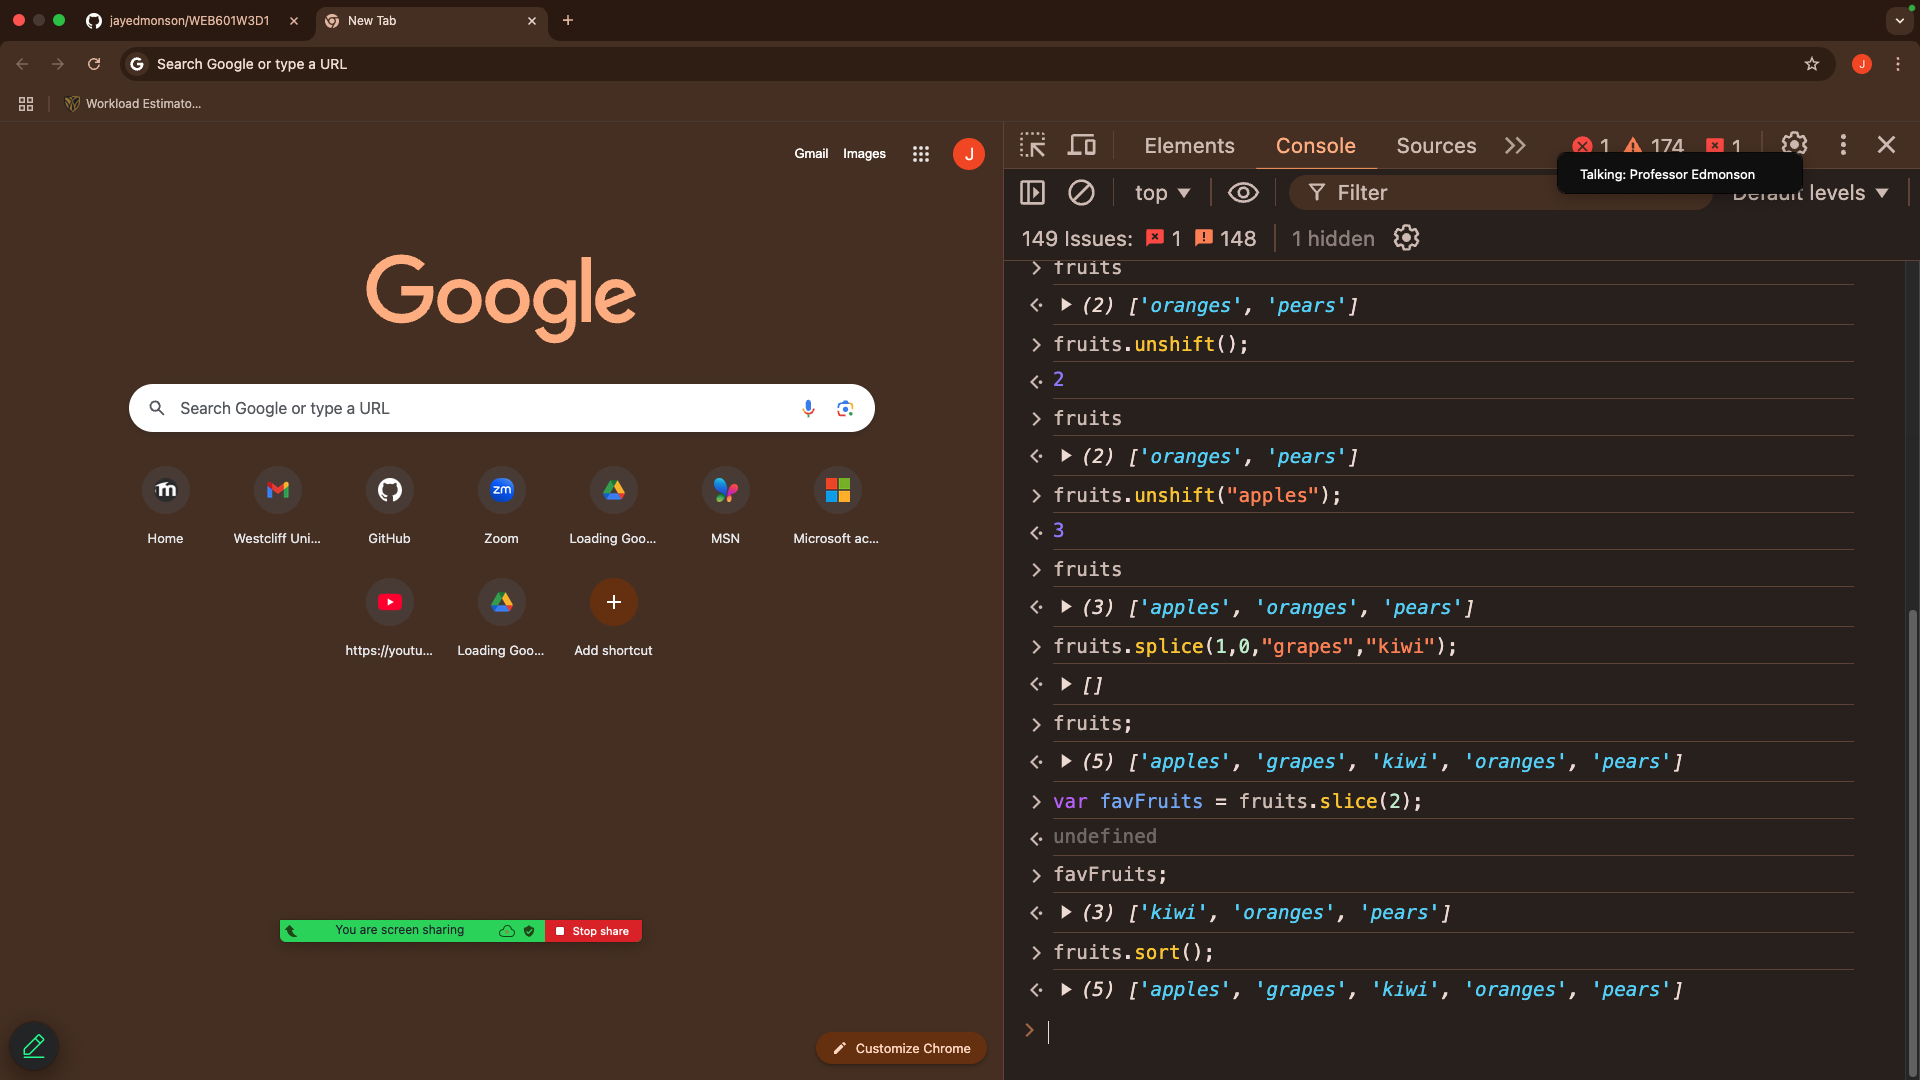 jayedmonson/WEB601W3D1
New Tab
Search Google or type a URL
J
Workload Estimato...
Gmail Images J
Google
Search Google or type a URL
Home Westcliff Uni... GitHub Zoom Loading Goo... MSN Microsoft ac...
https://youtu... Loading Goo... Add shortcut
You are screen sharing Stop share
Customize Chrome
Elements Console Sources 1 174 1
Talking: Professor Edmonson
top Filter Default levels
149 Issues: 1 148 1 hidden
fruits
(2) ['oranges', 'pears']
fruits.unshift();
2
fruits
(2) ['oranges', 'pears']
fruits.unshift("apples");
3
fruits
(3) ['apples', 'oranges', 'pears']
fruits.splice(1,0,"grapes","kiwi");
[]
fruits;
(5) ['apples', 'grapes', 'kiwi', 'oranges', 'pears']
var favFruits = fruits.slice(2);
undefined
favFruits;
(3) ['kiwi', 'oranges', 'pears']
fruits.sort();
(5) ['apples', 'grapes', 'kiwi', 'oranges', 'pears']